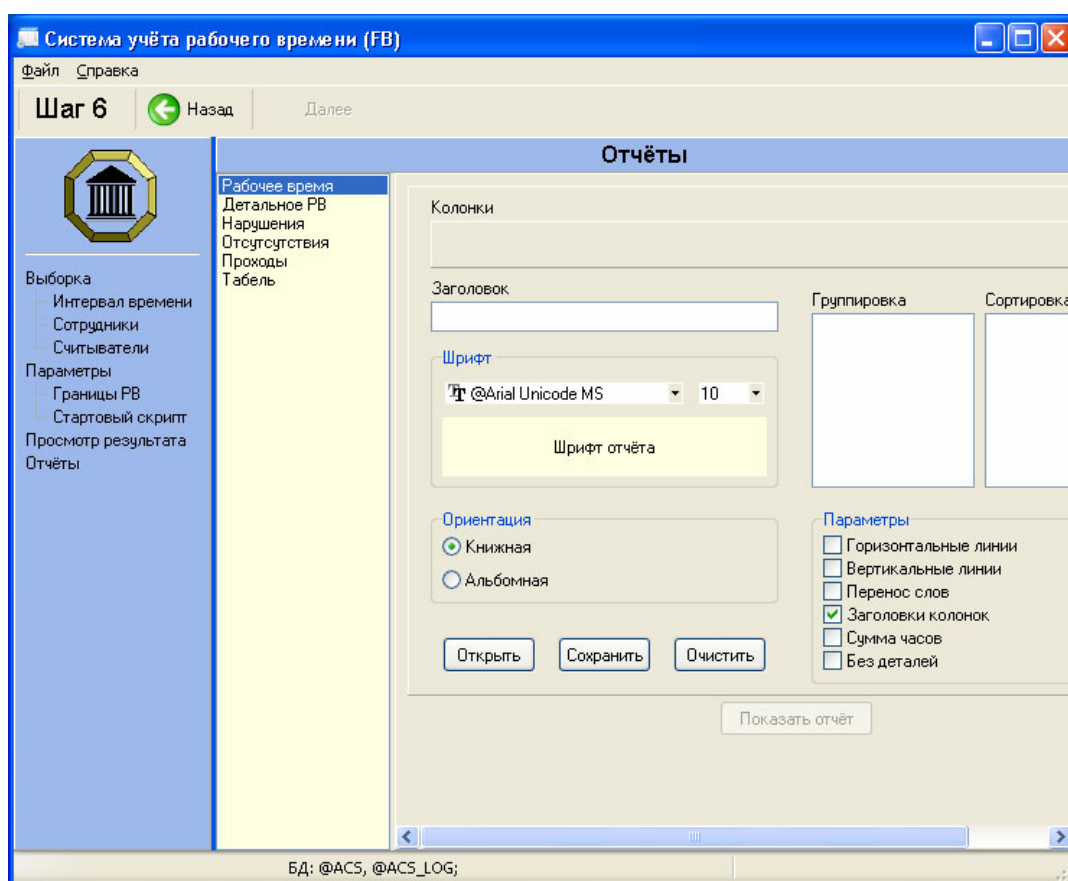 Система учёта рабочего времени (FB)
Файл Справка
Шаг 6 Назад Далее
Отчёты
Выборка
Интервал времени
Сотрудники
Считыватели
Параметры
Границы РВ
Стартовый скрипт
Просмотр результата
Отчёты
Рабочее время
Детальное РВ
Нарушения
Отсутсутствия
Проходы
Табель
Колонки
Заголовок
Группировка
Сортировка
Шрифт
@Arial Unicode MS 10
Шрифт отчёта
Ориентация
Книжная
Альбомная
Параметры
Горизонтальные линии
Вертикальные линии
Перенос слов
Заголовки колонок
Сумма часов
Без деталей
Открыть Сохранить Очистить
Показать отчёт
БД: @ACS, @ACS_LOG;